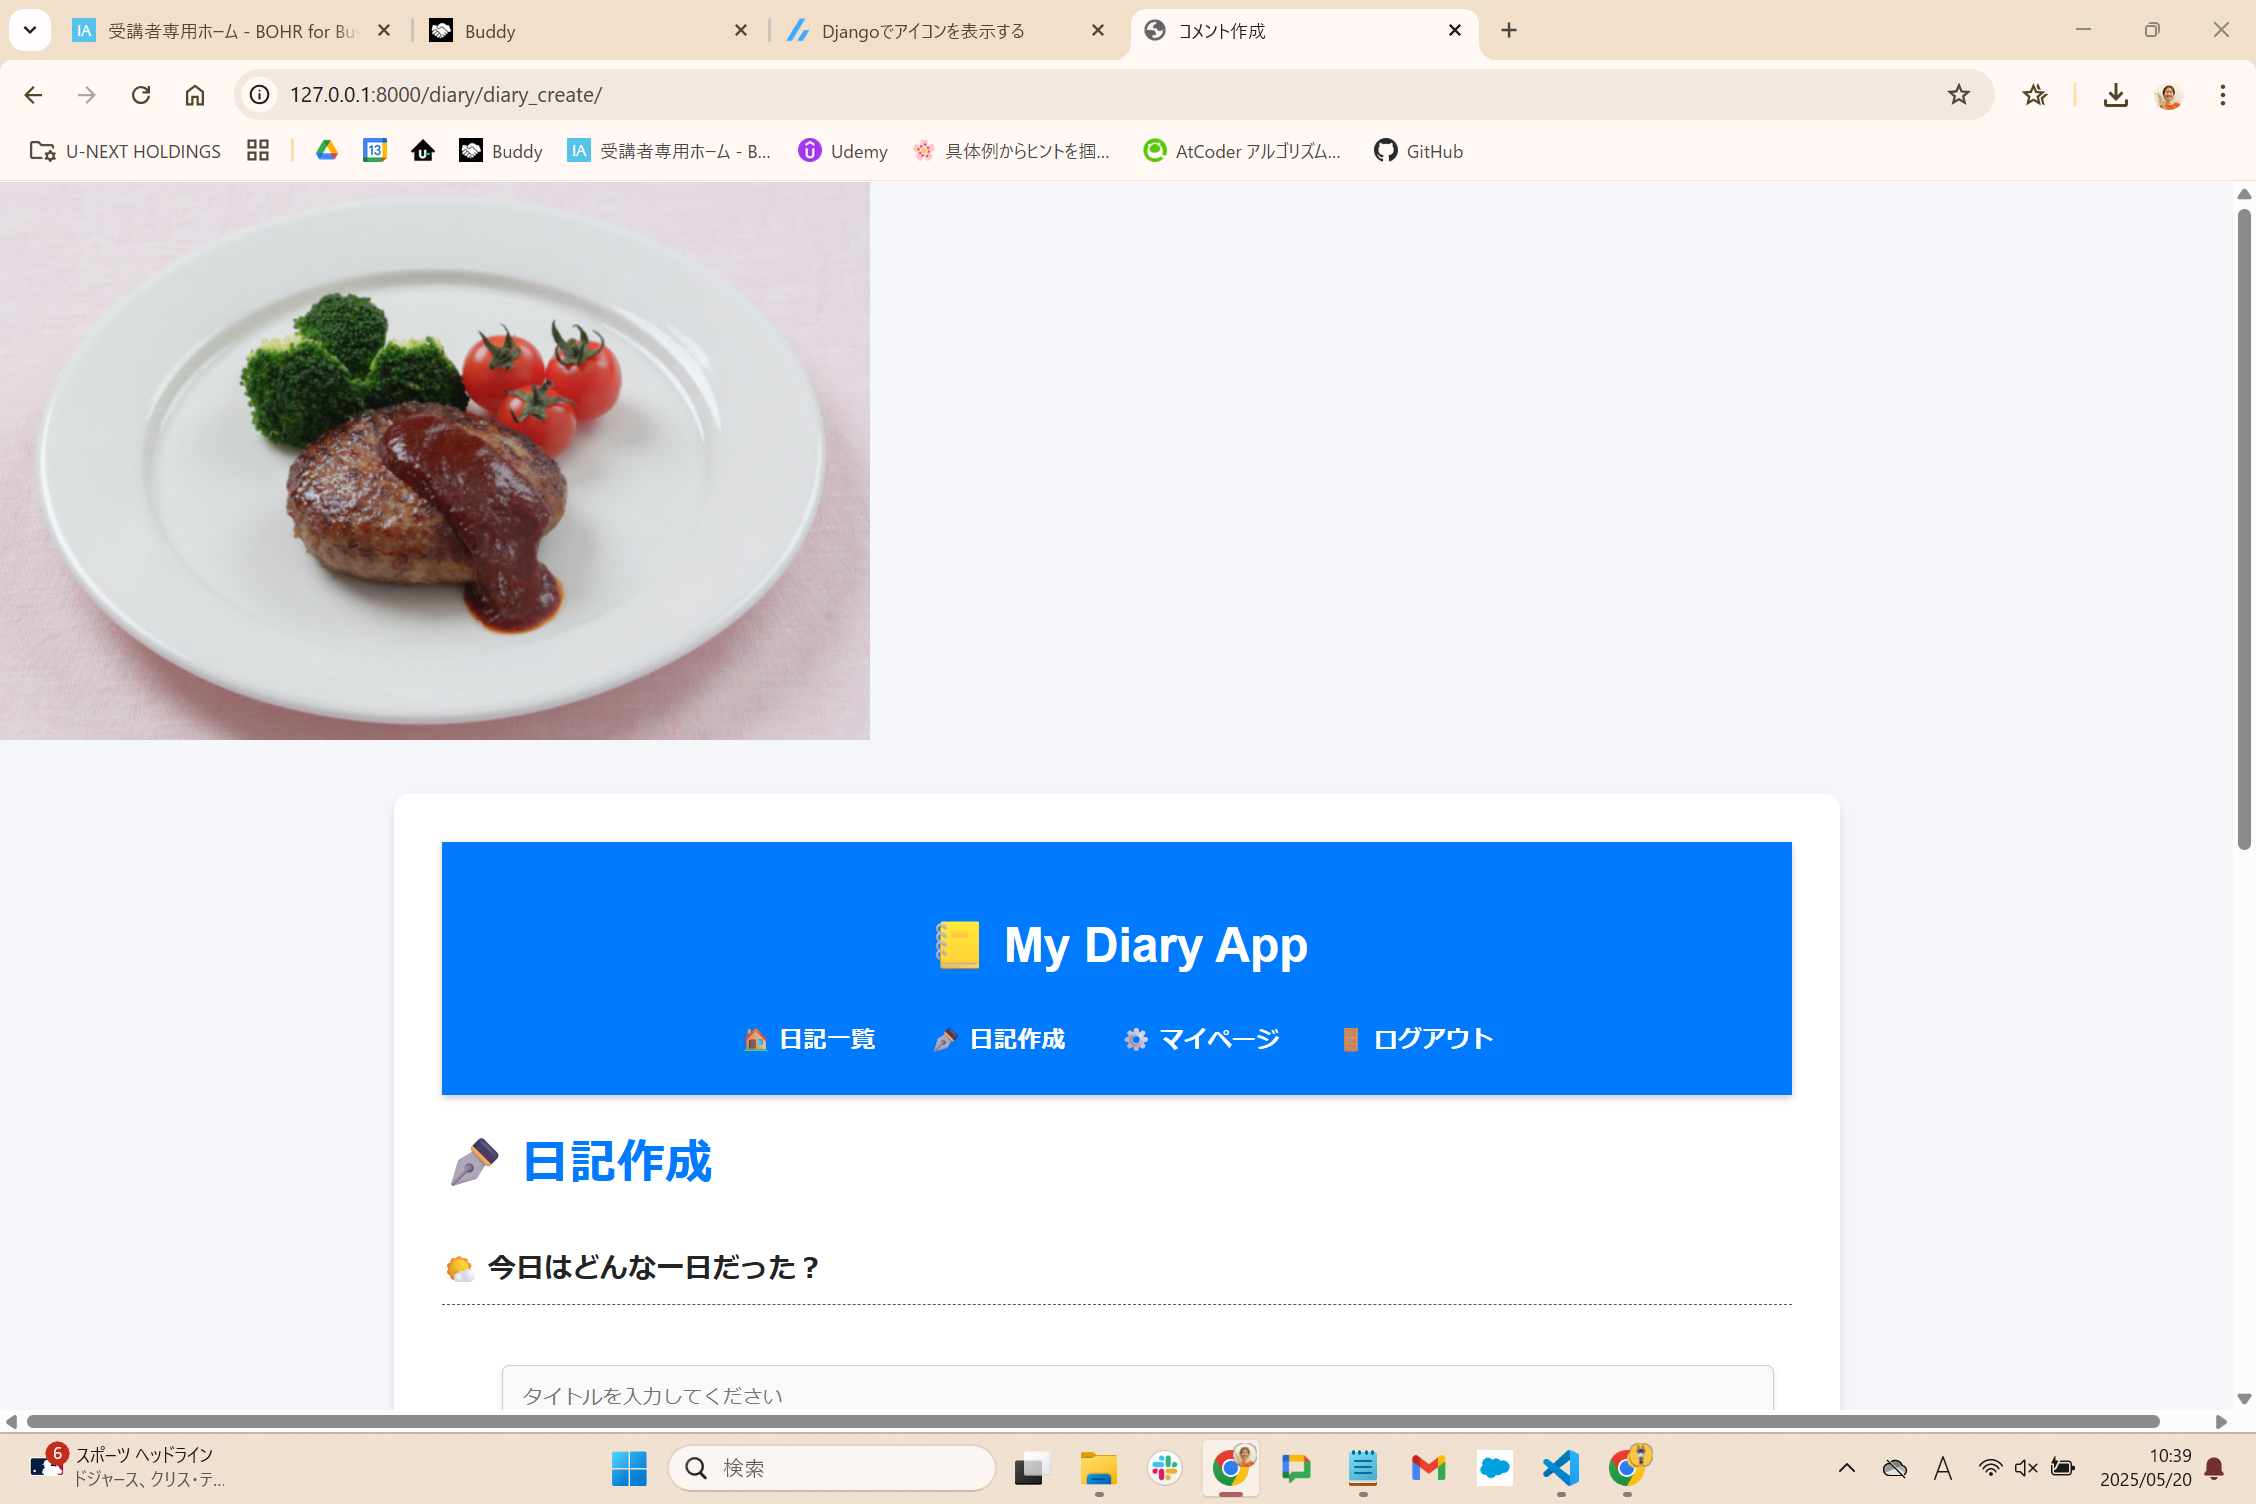 受講者専用ホーム - BOHR for Bus
Buddy
Djangoでアイコンを表示する
コメント作成
127.0.0.1:8000/diary/diary_create/
U-NEXT HOLDINGS
13
U-
Buddy
IA
受講者専用ホーム - B...
Udemy
具体例からヒントを掴...
AtCoder アルゴリズム...
GitHub
My Diary App
日記一覧
日記作成
マイページ
ログアウト
日記作成
今日はどんな一日だった？
タイトルを入力してください
6
スポーツ ヘッドライン
ドジャース、クリス・テ...
検索
A
10:39
2025/05/20